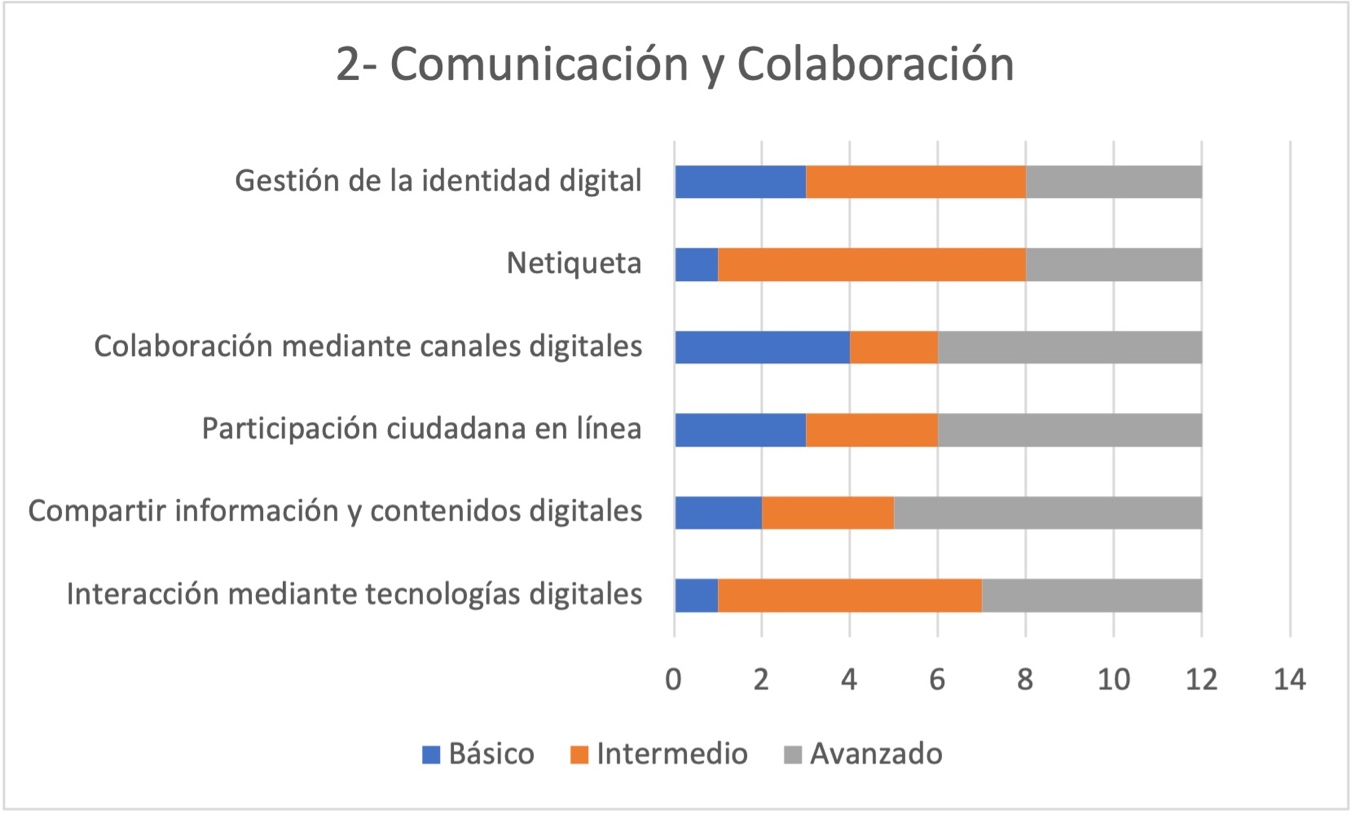 2- Comunicación y Colaboración
Gestión de la identidad digital
Netiqueta
Colaboración mediante canales digitales
Participación ciudadana en línea
Compartir información y contenidos digitales
Interacción mediante tecnologías digitales
0 2 4 6 8 10 12 14
Básico Intermedio Avanzado